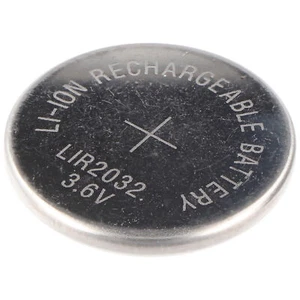 LI-ION RECHARGEABLE BATTERY
LIR2032
3.6V